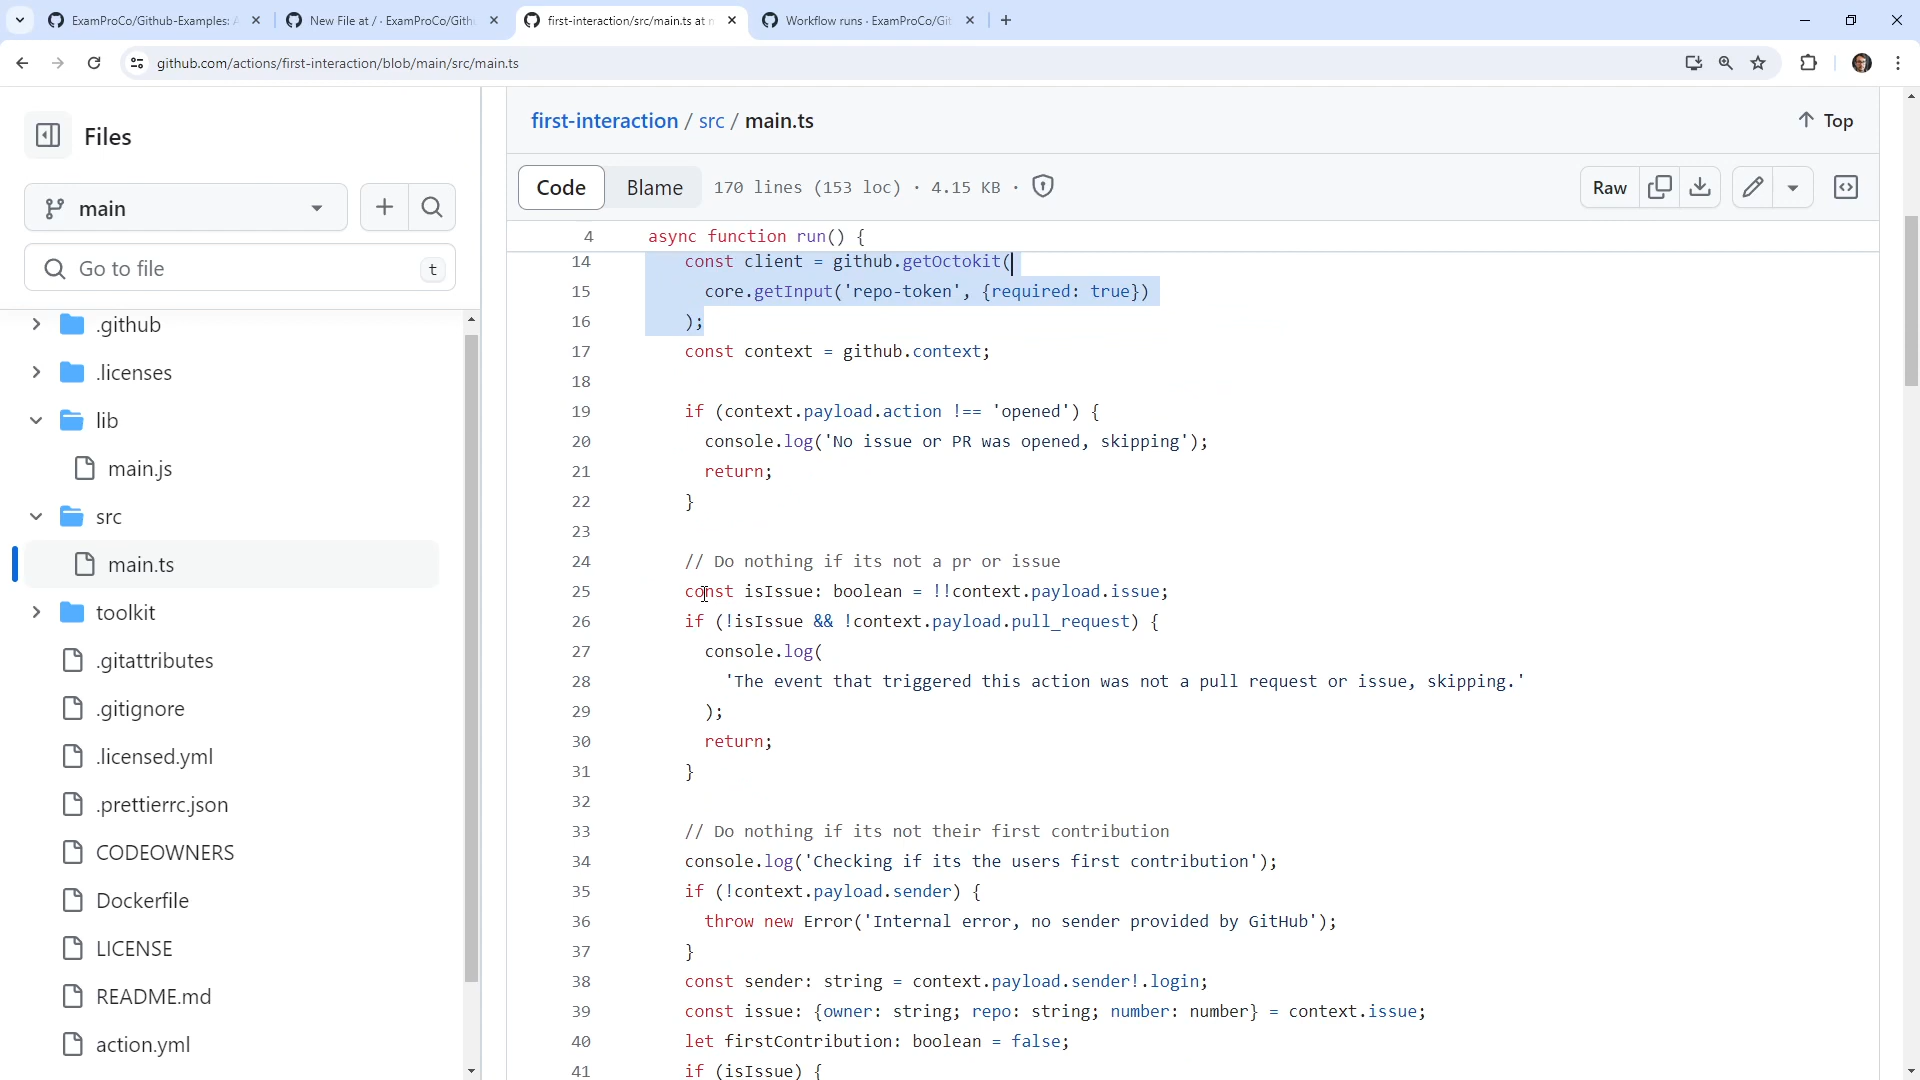 ExamProCo/Github-Examples: A
New File at / · ExamProCo/Gith
first-interaction/src/main.ts at m
Workflow runs · ExamProCo/Git
github.com/actions/first-interaction/blob/main/src/main.ts
Files
main
Go to file
t
.github
.licenses
lib
main.js
src
main.ts
toolkit
.gitattributes
.gitignore
.licensed.yml
.prettierrc.json
CODEOWNERS
Dockerfile
LICENSE
README.md
action.yml
first-interaction / src / main.ts
Top
Code
Blame
170 lines (153 loc) · 4.15 KB ·
Raw
4 async function run() {
14 const client = github.getOctokit(
15 core.getInput('repo-token', {required: true})
16 );
17 const context = github.context;
18
19 if (context.payload.action !== 'opened') {
20 console.log('No issue or PR was opened, skipping');
21 return;
22 }
23
24 // Do nothing if its not a pr or issue
25 const isIssue: boolean = !!context.payload.issue;
26 if (!isIssue && !context.payload.pull_request) {
27 console.log(
28 'The event that triggered this action was not a pull request or issue, skipping.'
29 );
30 return;
31 }
32
33 // Do nothing if its not their first contribution
34 console.log('Checking if its the users first contribution');
35 if (!context.payload.sender) {
36 throw new Error('Internal error, no sender provided by GitHub');
37 }
38 const sender: string = context.payload.sender!.login;
39 const issue: {owner: string; repo: string; number: number} = context.issue;
40 let firstContribution: boolean = false;
41 if (isIssue) {